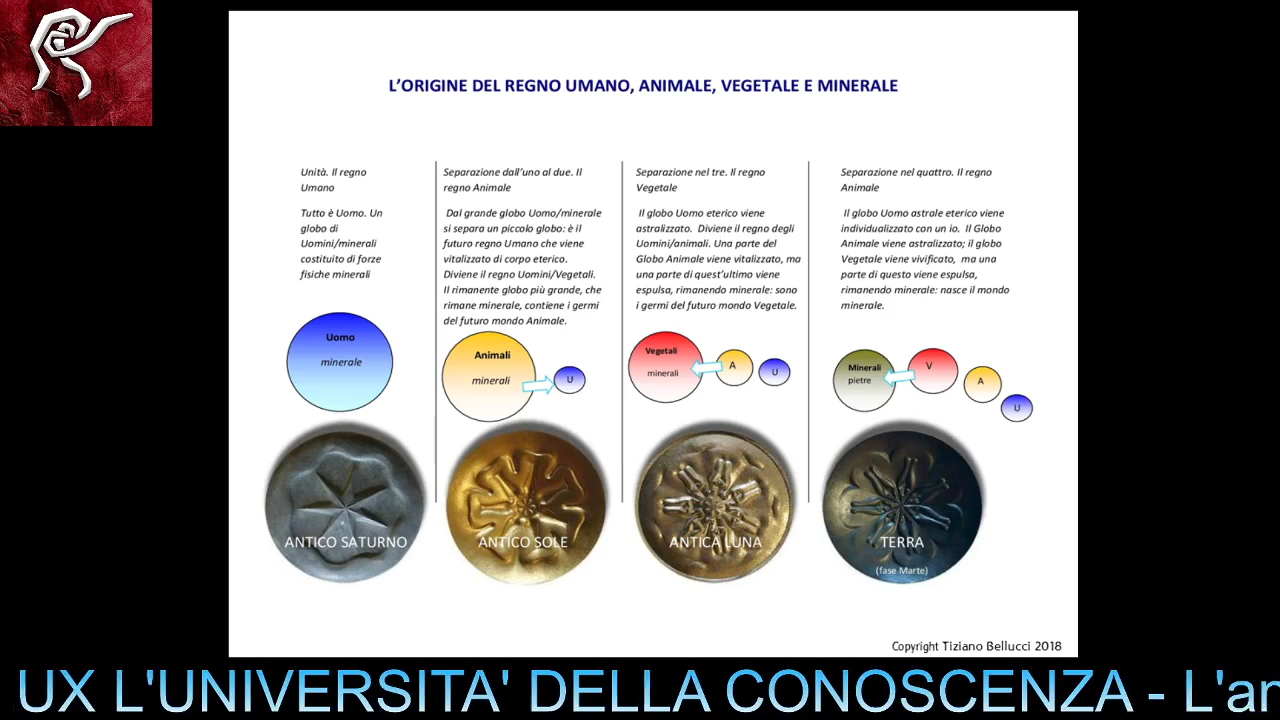 L'ORIGINE DEL REGNO UMANO, ANIMALE, VEGETALE E MINERALE
Unità. Il regno
Umano
Tutto è Uomo. Un
globo di
Uomini/minerali
costituito di forze
fisiche minerali
Separazione dall'uno al due. Il
regno Animale
Dal grande globo Uomo/minerale
si separa un piccolo globo: è il
futuro regno Umano che viene
vitalizzato di corpo eterico.
Diviene il regno Uomini/Vegetali.
Il rimanente globo più grande, che
rimane minerale, contiene i germi
del futuro mondo Animale.
Separazione nel tre. Il regno
Vegetale
Il globo Uomo eterico viene
astralizzato. Diviene il regno degli
Uomini/animali. Una parte del
Globo Animale viene vitalizzato, ma
una parte di quest'ultimo viene
espulsa, rimanendo minerale: sono
i germi del futuro mondo Vegetale.
Separazione nel quattro. Il regno
Animale
Il globo Uomo astrale eterico viene
individualizzato con un io. Il Globo
Animale viene astralizzato; il globo
Vegetale viene vivificato, ma una
parte di questo viene espulsa,
rimanendo minerale: nasce il mondo
minerale.
Uomo
minerale
Animali
minerali
U
Vegetali
minerali
A
U
Minerali
pietre
V
A
U
ANTICO SATURNO
ANTICO SOLE
ANTICA LUNA
TERRA
(fase Marte)
Copyright Tiziano Bellucci 2018
UX L'UNIVERSITA' DELLA CONOSCENZA - L'an